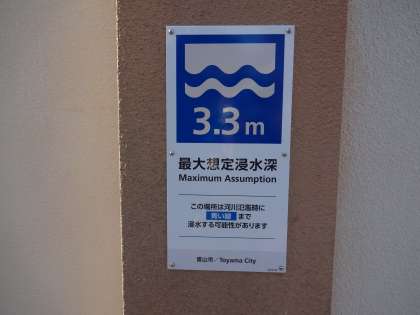 3.3m
最大想定浸水深
Maximum Assumption
この場所は河川氾濫時に
青い線 まで
浸水する可能性があります
富山市／Toyama City